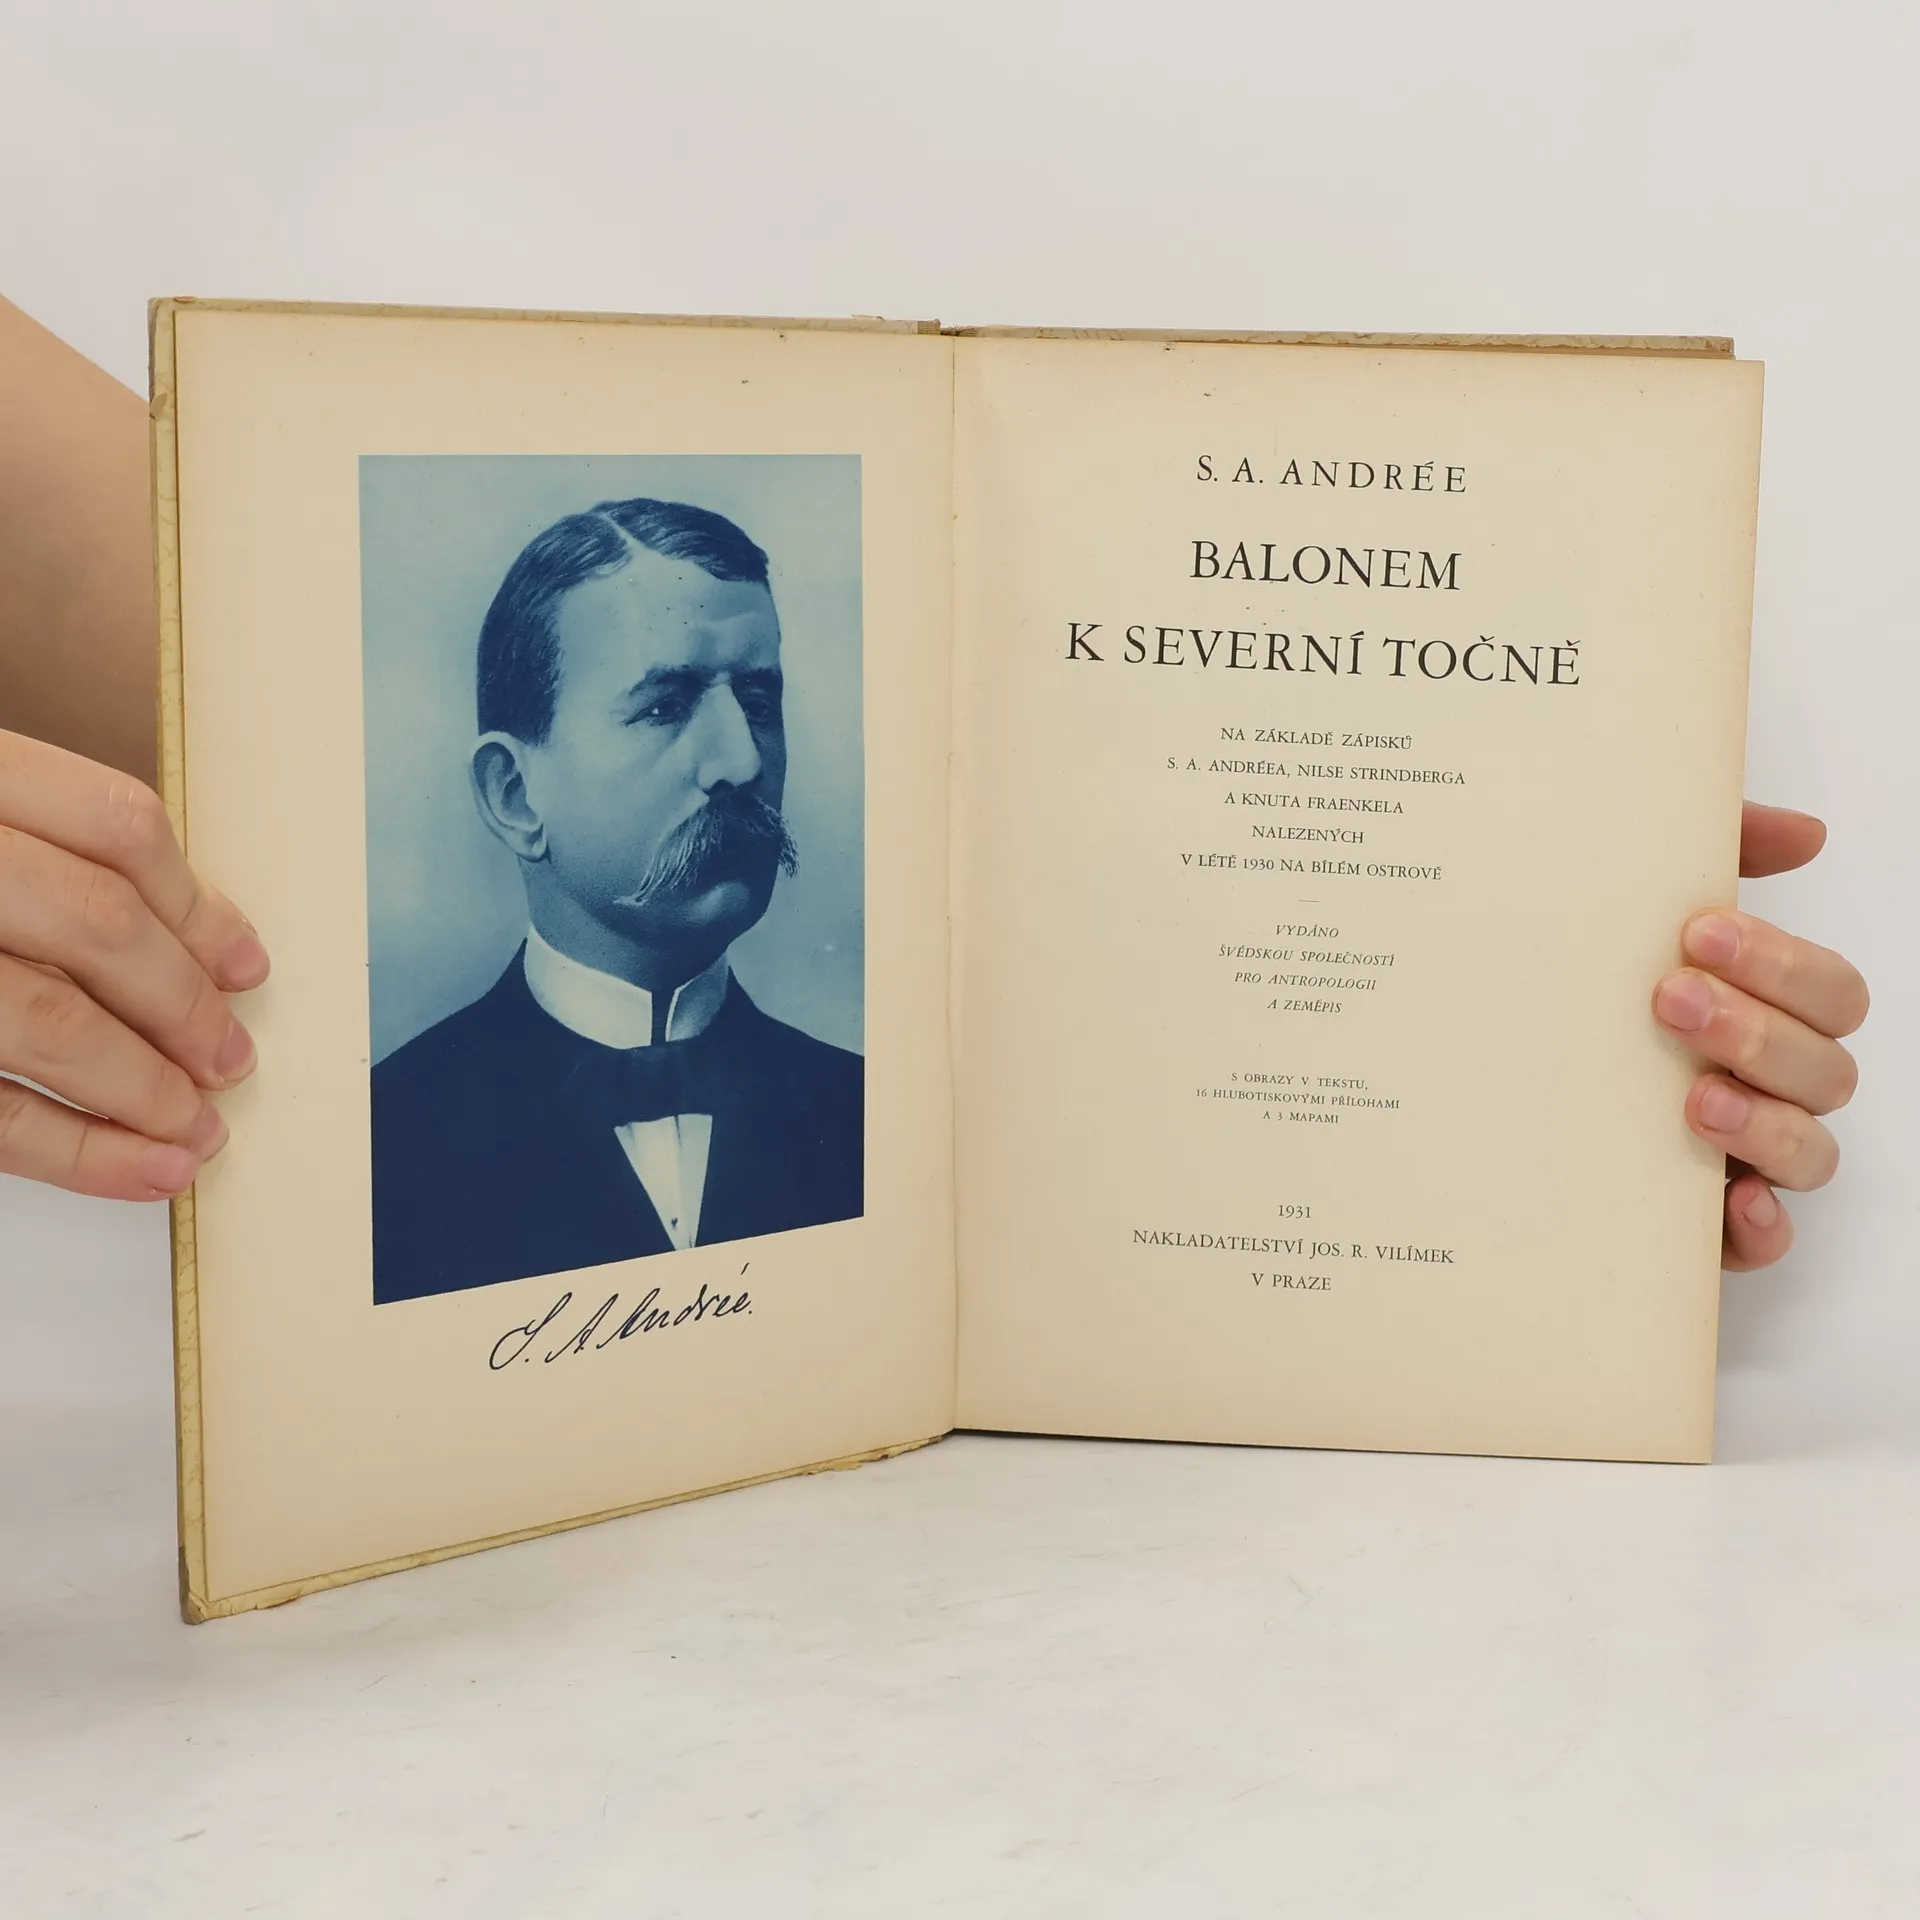 S. A. Andrée.
S. A. ANDRÉE
BALONEM
K SEVERNÍ TOČNĚ
NA ZÁKLADĚ ZÁPISKŮ
S. A. ANDRÉEA, NILSE STRINDBERGA
A KNUTA FRAENKELA
NALEZENÝCH
V LÉTĚ 1930 NA BÍLÉM OSTROVĚ
VYDÁNO
ŠVÉDSKOU SPOLEČNOSTÍ
PRO ANTROPOLOGII
A ZEMĚPIS
S OBRAZY V TEKSTU,
16 HLUBOTISKOVÝMI PŘÍLOHAMI
A 3 MAPAMI
1931
NAKLADATELSTVÍ JOS. R. VILÍMEK
V PRAZE